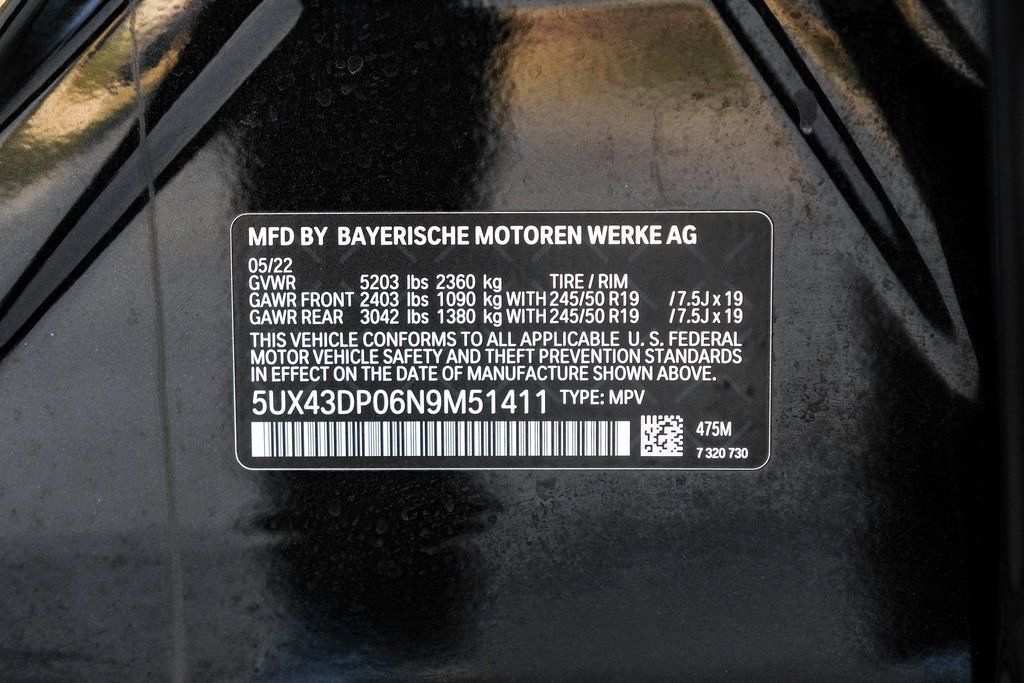 MFD BY BAYERISCHE MOTOREN WERKE AG
05/22
GVWR 5203 lbs 2360 kg TIRE / RIM
GAWR FRONT 2403 lbs 1090 kg WITH 245/50 R19 / 7.5J x 19
GAWR REAR 3042 lbs 1380 kg WITH 245/50 R19 / 7.5J x 19
THIS VEHICLE CONFORMS TO ALL APPLICABLE U. S. FEDERAL
MOTOR VEHICLE SAFETY AND THEFT PREVENTION STANDARDS
IN EFFECT ON THE DATE OF MANUFACTURE SHOWN ABOVE.
5UX43DP06N9M51411 TYPE: MPV
475M
7 320 730